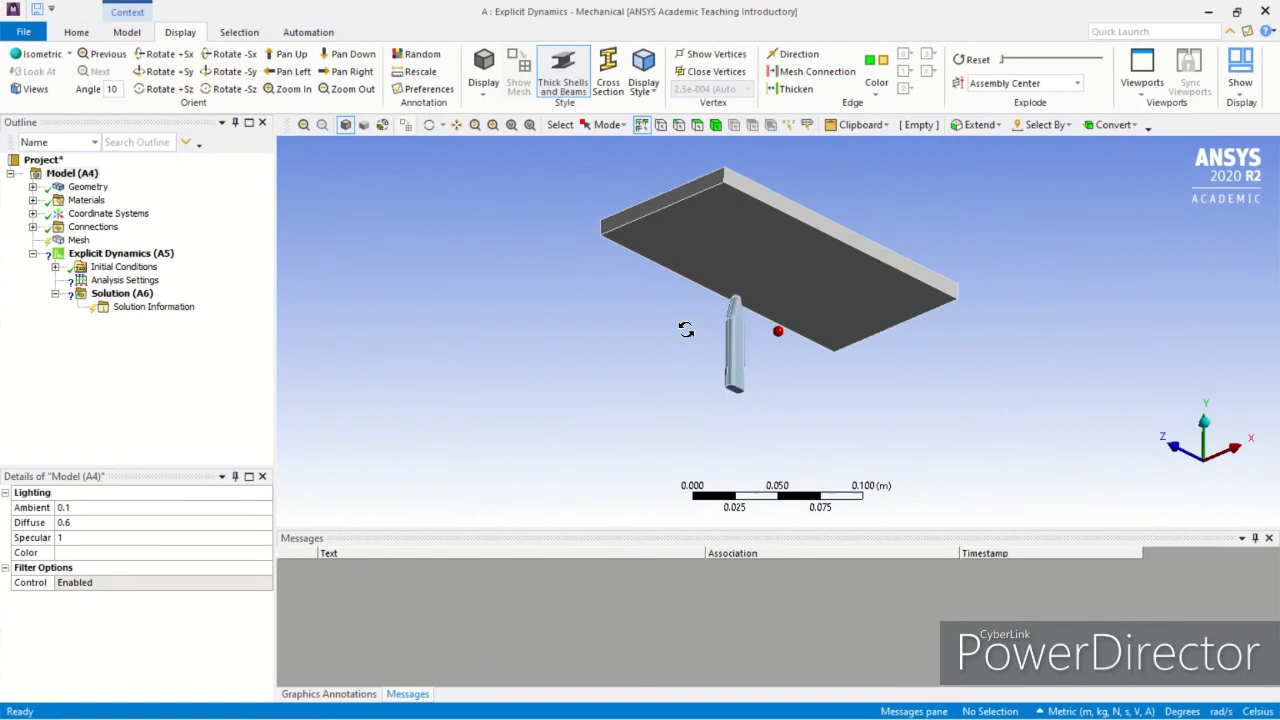 A : Explicit Dynamics - Mechanical [ANSYS Academic Teaching Introductory]
Context
File Home Model Display Selection Automation Quick Launch
Isometric Previous Rotate +Sx Rotate -Sx Pan Up Pan Down Random Show Vertices Direction Reset
Look At Next Rotate +Sy Rotate -Sy Pan Left Pan Right Rescale Close Vertices Mesh Connection Assembly Center
Views Angle 10 Rotate +Sz Rotate -Sz Zoom In Zoom Out Preferences 2.5e-004 (Auto Thicken
Display Show Mesh Thick Shells and Beams Cross Section Display Style Color Viewports Sync Viewports Show
Orient Annotation Style Vertex Edge Explode Viewports Display
Outline
Name Search Outline
Select Mode Clipboard [ Empty ] Extend Select By Convert
Project*
Model (A4)
Geometry
Materials
Coordinate Systems
Connections
Mesh
Explicit Dynamics (A5)
Initial Conditions
Analysis Settings
Solution (A6)
Solution Information
ANSYS
2020 R2
ACADEMIC
Y
Z
X
0.000 0.050 0.100 (m)
0.025 0.075
Details of "Model (A4)"
Lighting
Ambient 0.1
Diffuse 0.6
Specular 1
Color
Filter Options
Control Enabled
Messages
Text Association Timestamp
CyberLink
PowerDirector
Graphics Annotations Messages
Ready Messages pane No Selection Metric (m, kg, N, s, V, A) Degrees rad/s Celsius